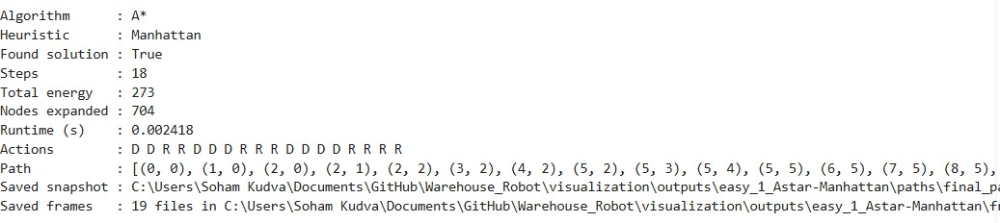 Algorithm      : A*
Heuristic      : Manhattan
Found solution : True
Steps          : 18
Total energy   : 273
Nodes expanded : 704
Runtime (s)    : 0.002418
Actions        : D D R R D D D R R R D D D D R R R R
Path           : [(0, 0), (1, 0), (2, 0), (2, 1), (2, 2), (3, 2), (4, 2), (5, 2), (5, 3), (5, 4), (5, 5), (6, 5), (7, 5), (8, 5),
Saved snapshot : C:\Users\Soham Kudva\Documents\GitHub\Warehouse_Robot\visualization\outputs\easy_1_Astar-Manhattan\paths\final_pa
Saved frames   : 19 files in C:\Users\Soham Kudva\Documents\GitHub\Warehouse_Robot\visualization\outputs\easy_1_Astar-Manhattan\fr